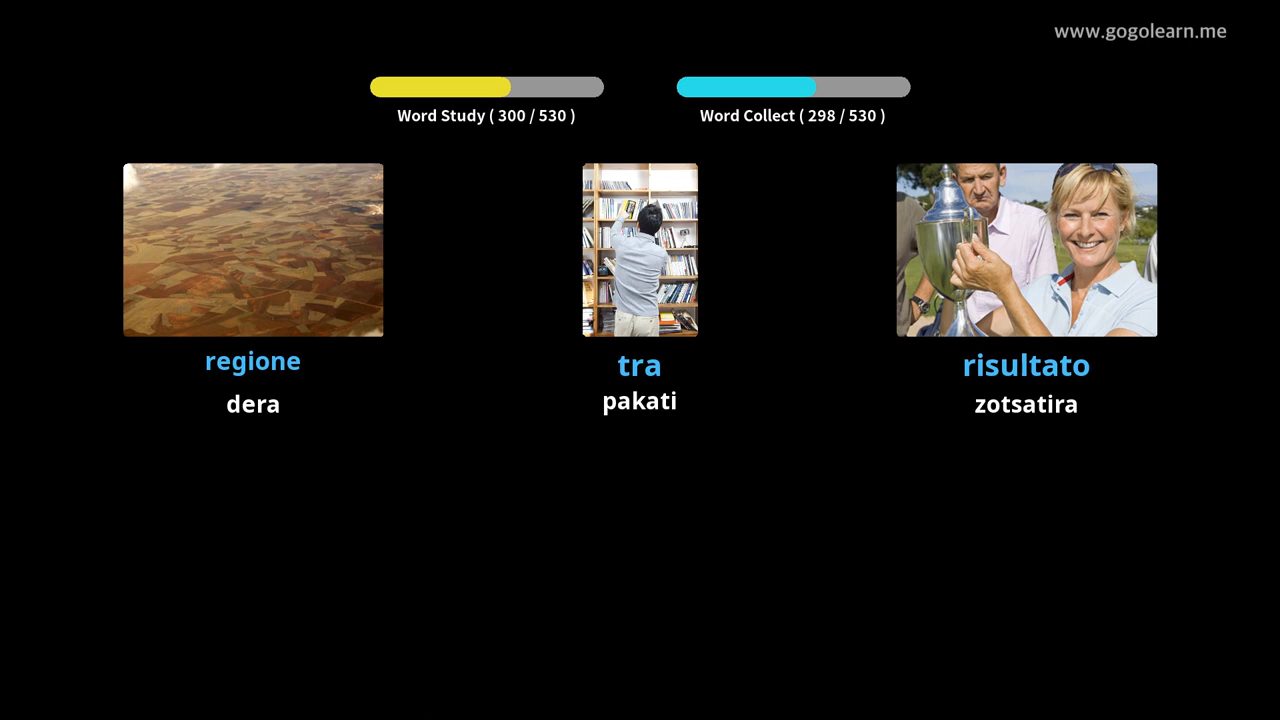 www.gogolearn.me
Word Study ( 300 / 530 )
Word Collect ( 298 / 530 )
regione
dera
tra
pakati
risultato
zotsatira